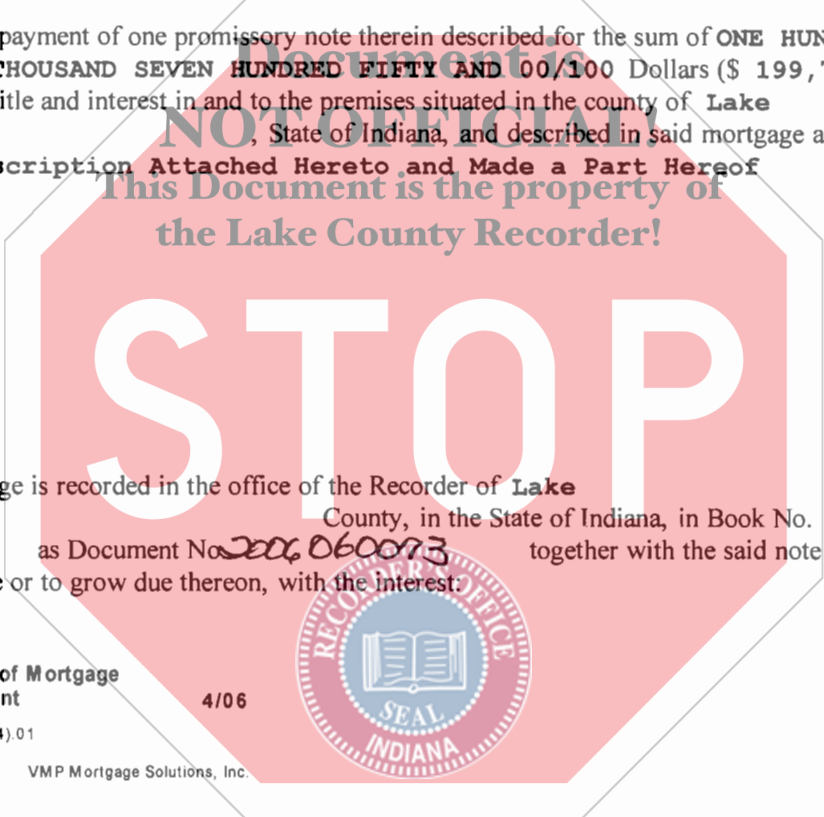 payment of one promissory note therein described for the sum of ONE HUN
THOUSAND SEVEN HUNDRED FIFTY AND 00/100 Dollars ($ 199,7
itle and interest in and to the premises situated in the county of Lake
, State of Indiana, and described in said mortgage a
scription Attached Hereto and Made a Part Hereof
Document is
NOT OFFICIAL!
This Document is the property of
the Lake County Recorder!
STOP
ge is recorded in the office of the Recorder of Lake
County, in the State of Indiana, in Book No.
as Document No. 2006 060073 together with the said note
e or to grow due thereon, with the interest:
RECORDER'S OFFICE
SEAL
INDIANA
of Mortgage
nt 4/06
4).01
VMP Mortgage Solutions, Inc.